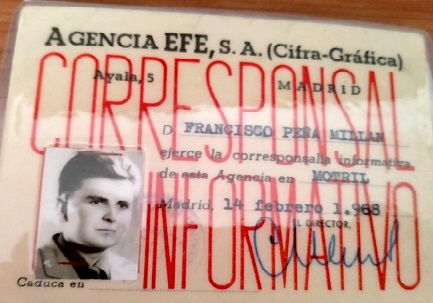 AGENCIA EFE, S. A. (Cifra-Gráfica)
Ayala, 5 MADRID
CORRESPONSAL
D. FRANCISCO PEÑA MILLAN
ejerce la corresponsalía informativa
de esta Agencia en MOTRIL
INFORMATIVO
Madrid, 14 febrero 1.968
EL DIRECTOR,
Caduca en